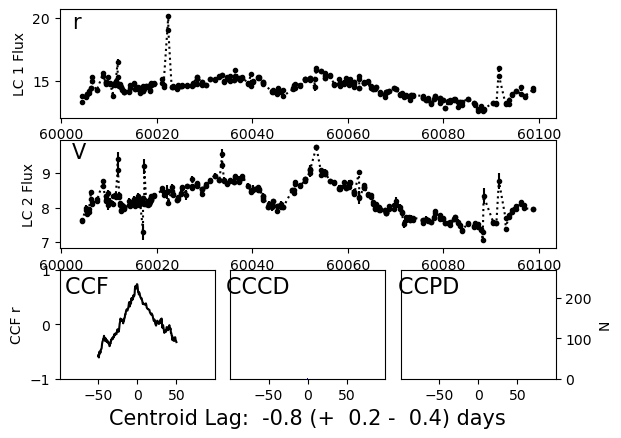 r
LC 1 Flux
20
15
60000 60020 60040 60060 60080 60100
V
LC 2 Flux
9
8
7
60000 60020 60040 60060 60080 60100
CCF CCCD CCPD
CCF r
1
0
−1
200
100
0
N
−50 0 50 −50 0 50 −50 0 50
Centroid Lag: -0.8 (+ 0.2 - 0.4) days